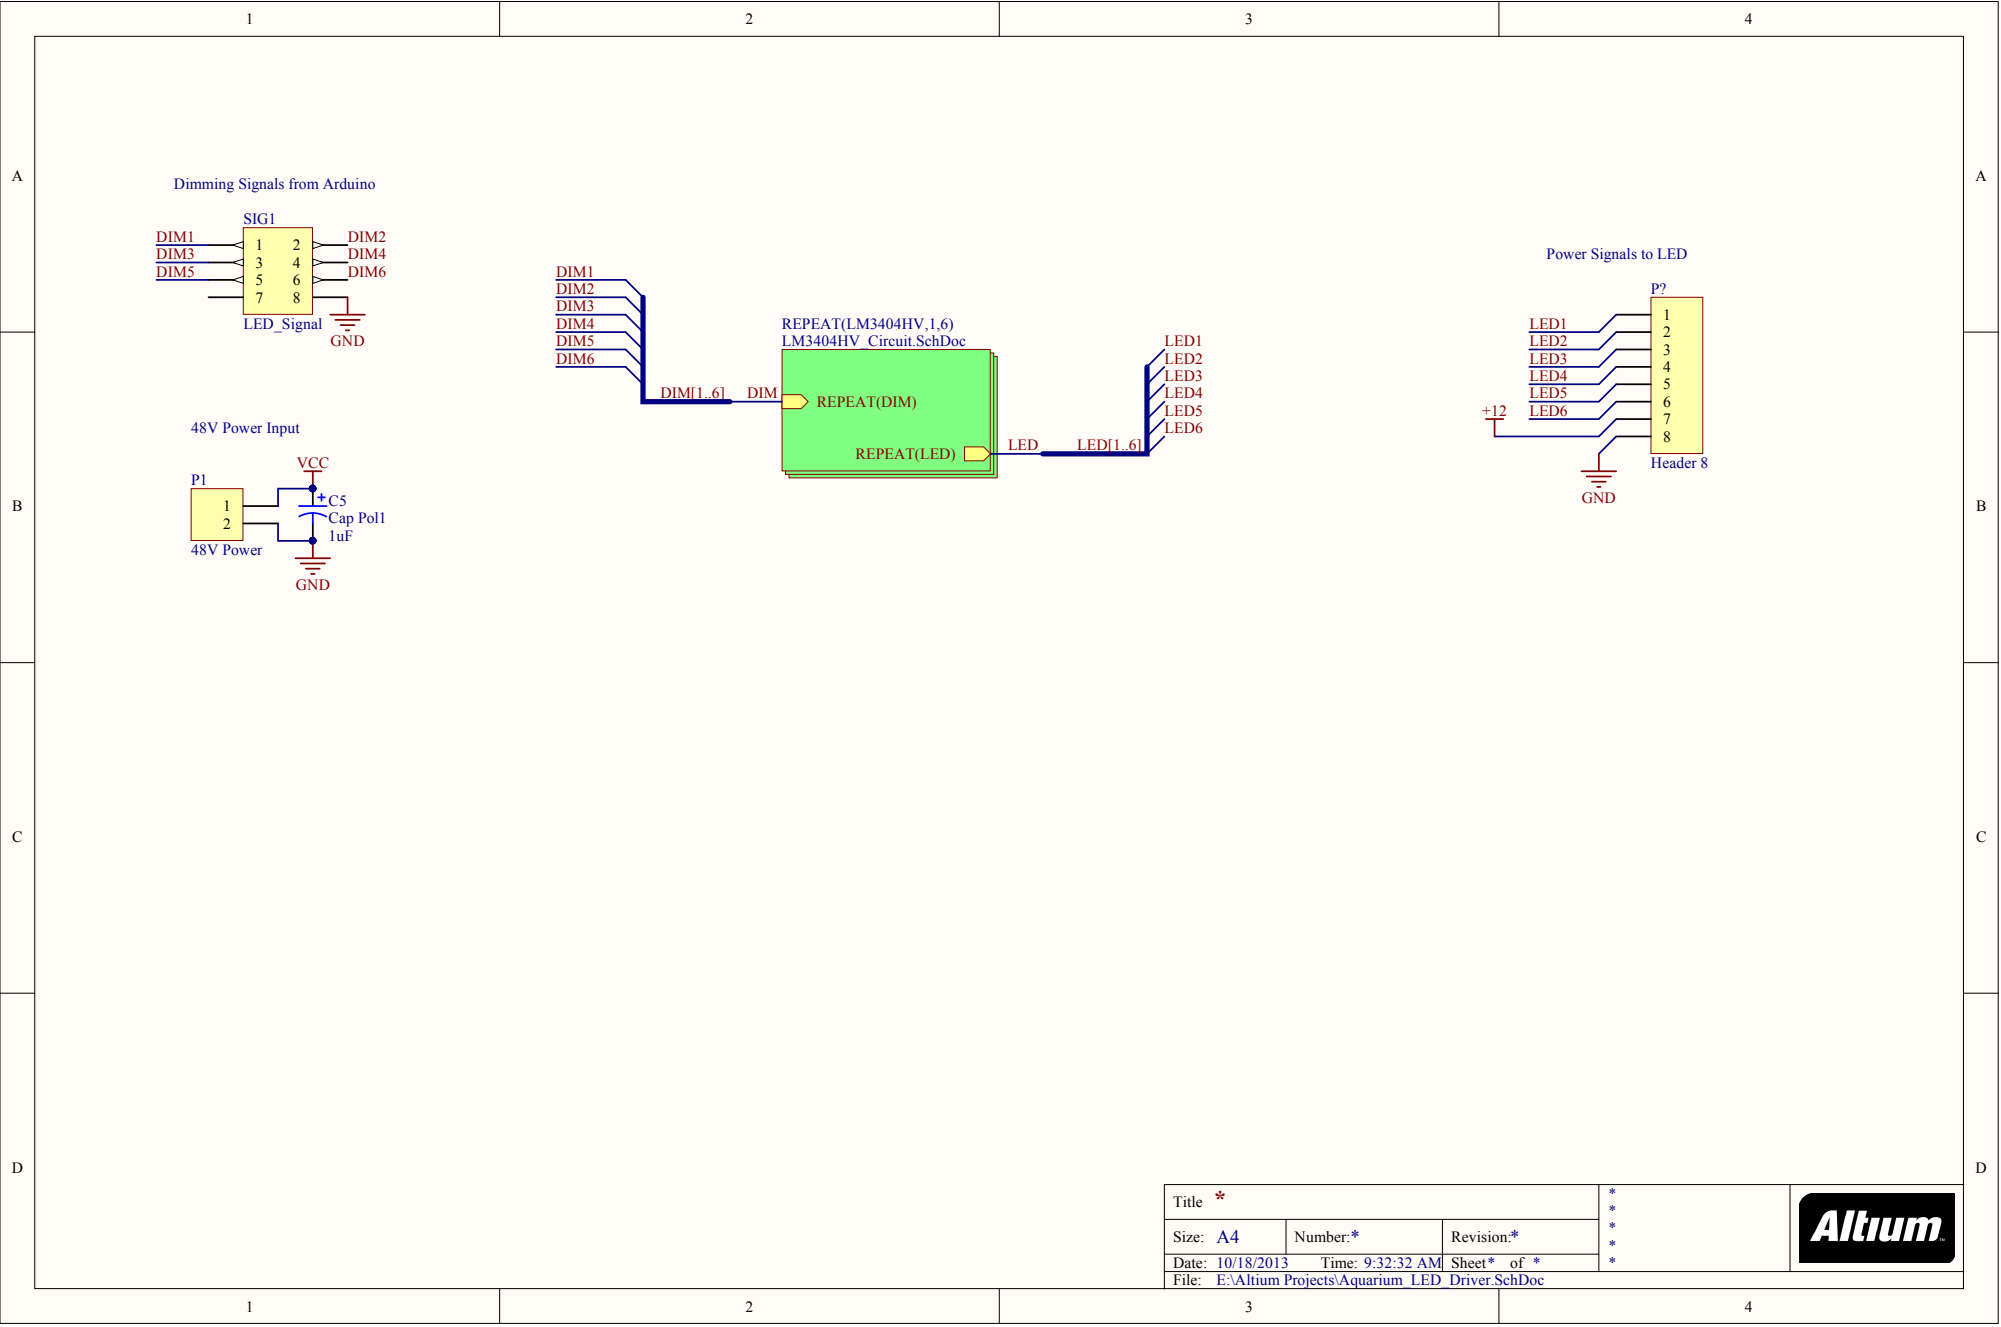 1 2 3 4
A A
Dimming Signals from Arduino
SIG1
DIM1 1 2 DIM2
DIM3 3 4 DIM4
DIM5 5 6 DIM6
7 8
LED_Signal
GND
DIM1
DIM2
DIM3
DIM4
DIM5
DIM6
DIM[1..6] DIM
REPEAT(LM3404HV,1,6)
LM3404HV_Circuit.SchDoc
REPEAT(DIM)
REPEAT(LED)
LED LED[1..6]
LED1
LED2
LED3
LED4
LED5
LED6
Power Signals to LED
P?
LED1 1
LED2 2
LED3 3
LED4 4
LED5 5
LED6 6
+12 7
8
Header 8
GND
48V Power Input
VCC
P1
1
2
48V Power
+
C5
Cap Pol1
1uF
GND
B B
C C
D D
Title *
Size: A4 Number:* Revision:*
Date: 10/18/2013 Time: 9:32:32 AM Sheet* of *
File: E:\Altium Projects\Aquarium_LED_Driver.SchDoc
*
*
*
*
*
Altium
1 2 3 4